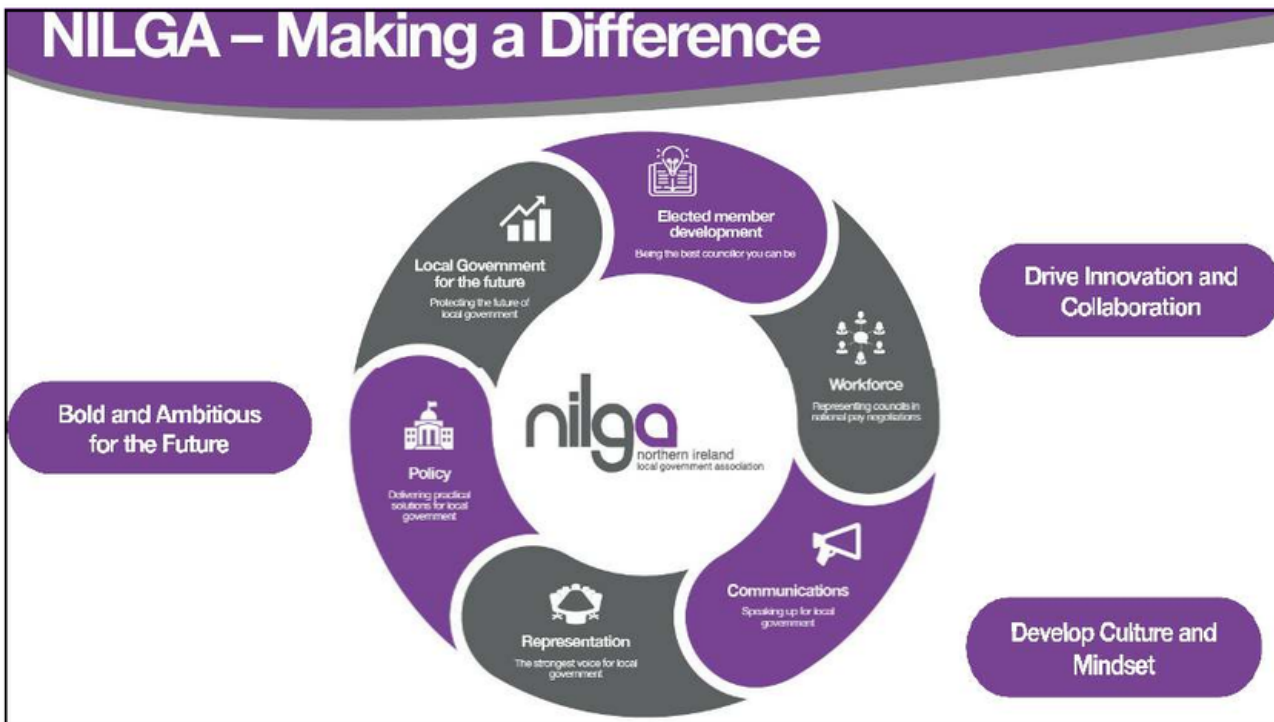 NILGA – Making a Difference
Elected member
development
Being the best councillor you can be
Local Government
for the future
Protecting the future of
local government
Drive Innovation and
Collaboration
Workforce
Representing councils in
national pay negotiations
Bold and Ambitious
for the Future
nilga
northern ireland
local government association
Policy
Delivering practical
solutions for local
government
Communications
Speaking up for local
government
Representation
The strongest voice for local
government
Develop Culture and
Mindset